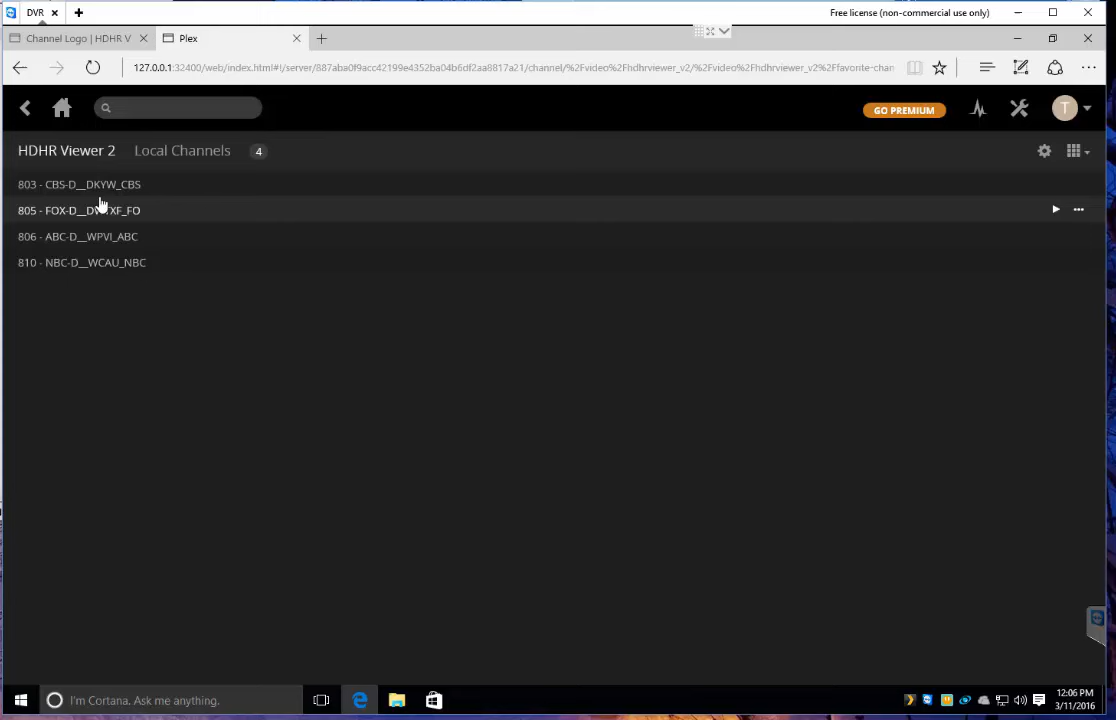 DVR
Free license (non-commercial use only)
Channel Logo | HDHR V
Plex
127.0.0.1:32400/web/index.html#!/server/887aba0f9acc42199e4352ba04b6df2aa8817a21/channel/%2Fvideo%2Fhdhrviewer_v2/%2Fvideo%2Fhdhrviewer_v2%2Ffavorite-chan
GO PREMIUM
T
HDHR Viewer 2 Local Channels 4
803 - CBS-D__DKYW_CBS
805 - FOX-D__DWTXF_FO
806 - ABC-D__WPVI_ABC
810 - NBC-D__WCAU_NBC
I'm Cortana. Ask me anything.
12:06 PM
3/11/2016